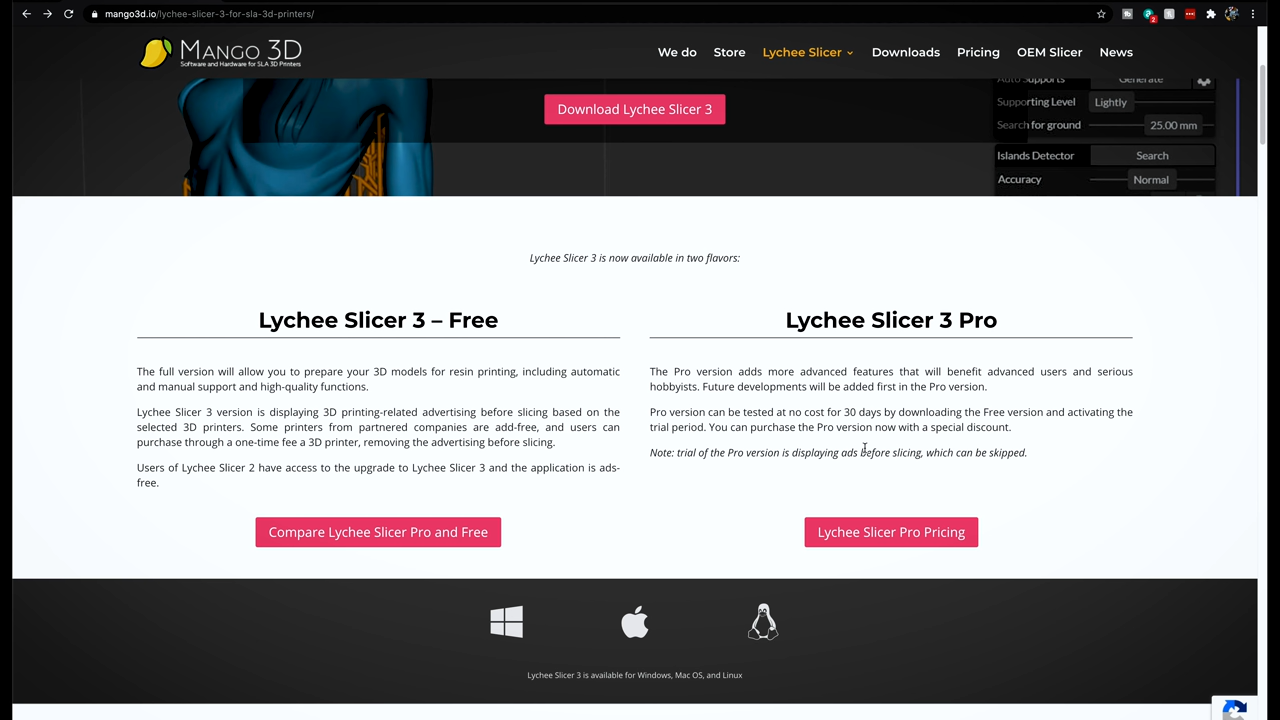 mango3d.io/lychee-slicer-3-for-sla-3d-printers/
2
MANGO 3D
Software and Hardware for SLA 3D Printers
We do Store Lychee Slicer Downloads Pricing OEM Slicer News
Auto Supports Generate
Download Lychee Slicer 3
Supporting Level Lightly
Search for ground 25.00 mm
Islands Detector Search
Accuracy Normal
Lychee Slicer 3 is now available in two flavors:
Lychee Slicer 3 – Free
The full version will allow you to prepare your 3D models for resin printing, including automatic
and manual support and high-quality functions.
Lychee Slicer 3 version is displaying 3D printing-related advertising before slicing based on the
selected 3D printers. Some printers from partnered companies are add-free, and users can
purchase through a one-time fee a 3D printer, removing the advertising before slicing.
Users of Lychee Slicer 2 have access to the upgrade to Lychee Slicer 3 and the application is ads-
free.
Compare Lychee Slicer Pro and Free
Lychee Slicer 3 Pro
The Pro version adds more advanced features that will benefit advanced users and serious
hobbyists. Future developments will be added first in the Pro version.
Pro version can be tested at no cost for 30 days by downloading the Free version and activating the
trial period. You can purchase the Pro version now with a special discount.
Note: trial of the Pro version is displaying ads before slicing, which can be skipped.
Lychee Slicer Pro Pricing
Lychee Slicer 3 is available for Windows, Mac OS, and Linux